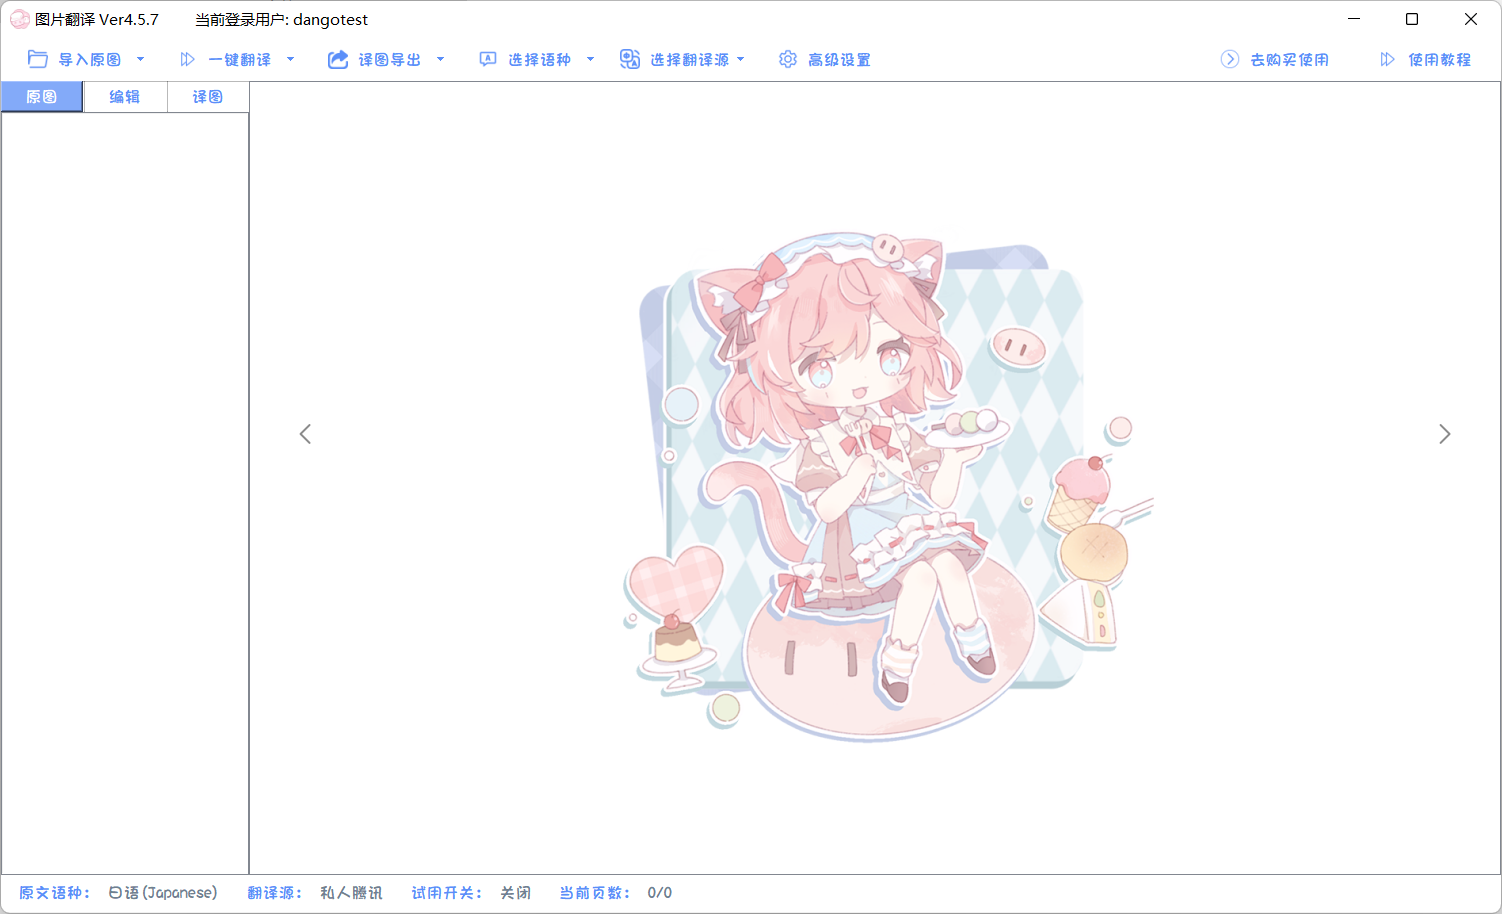 图片翻译 Ver4.5.7 当前登录用户: dangotest
导入原图 一键翻译 译图导出 选择语种 选择翻译源 高级设置 去购买使用 使用教程
原图 编辑 译图
原文语种: 日语(Japanese) 翻译源: 私人腾讯 试用开关: 关闭 当前页数: 0/0